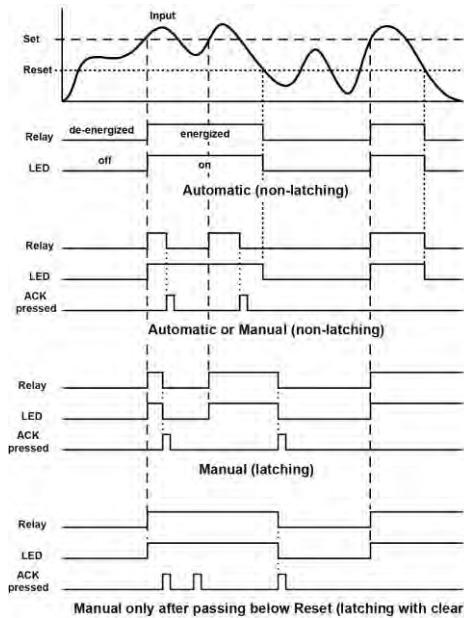 Input
Set
Reset
Relay de-energized energized
LED off on
Automatic (non-latching)
Relay
LED
ACK pressed
Automatic or Manual (non-latching)
Relay
LED
ACK pressed
Manual (latching)
Relay
LED
ACK pressed
Manual only after passing below Reset (latching with clear